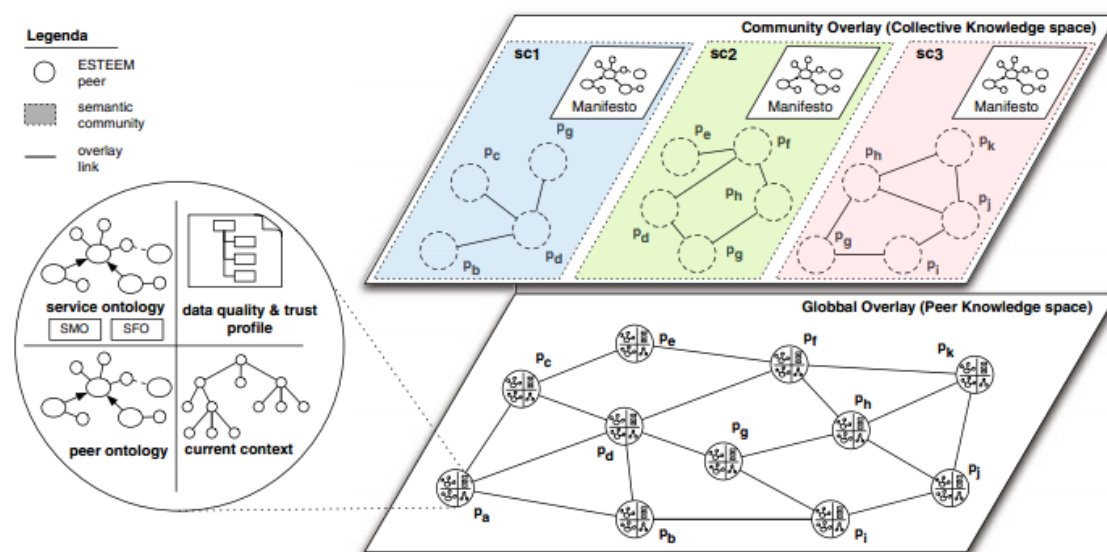 Legenda
ESTEEM
peer
semantic
community
overlay
link
service ontology
SMO
SFO
data quality & trust
profile
peer ontology
current context
Community Overlay (Collective Knowledge space)
sc1
Manifesto
pg
pc
pb
pd
sc2
Manifesto
pe
pf
ph
pd
pg
sc3
Manifesto
pk
ph
pj
pg
pi
Globbal Overlay (Peer Knowledge space)
pe
pf
pk
pc
ph
pg
pd
pj
pa
pb
pi